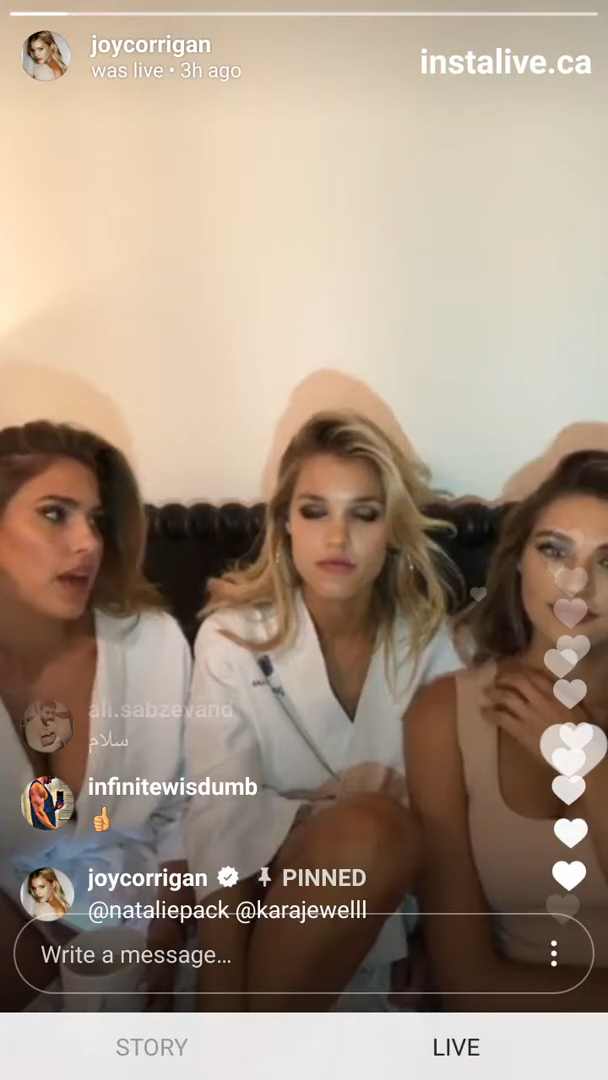 joycorrigan
was live • 3h ago
instalive.ca
ali.sabzevand
سلام
infinitewisdumb
👍
joycorrigan PINNED
@nataliepack @karajewelll
Write a message...
STORY
LIVE